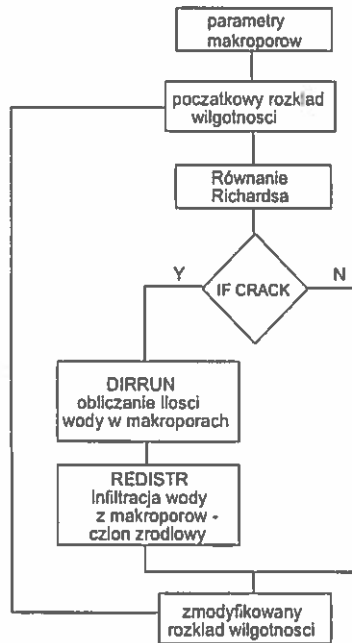 parametry
makroporow
poczatkowy rozklad
wilgotnosci
Równanie
Richardsa
IF CRACK
Y
N
DIRRUN
obliczanie ilosci
wody w makroporach
REDISTR
Infiltracja wody
z makroporow -
czlon zrodlowy
zmodyfikowany
rozklad wilgotnosci